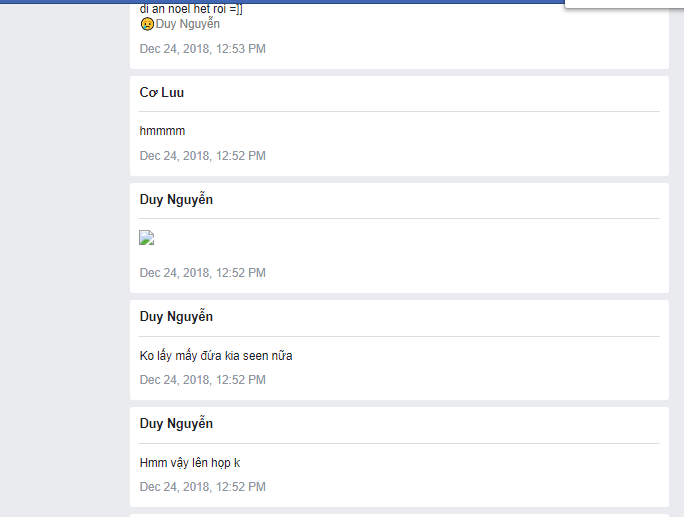 di an noel het roi =]]
😢Duy Nguyễn
Dec 24, 2018, 12:53 PM
Cơ Luu
hmmmm
Dec 24, 2018, 12:52 PM
Duy Nguyễn
Dec 24, 2018, 12:52 PM
Duy Nguyễn
Ko lấy mấy đứa kia seen nữa
Dec 24, 2018, 12:52 PM
Duy Nguyễn
Hmm vậy lên họp k
Dec 24, 2018, 12:52 PM